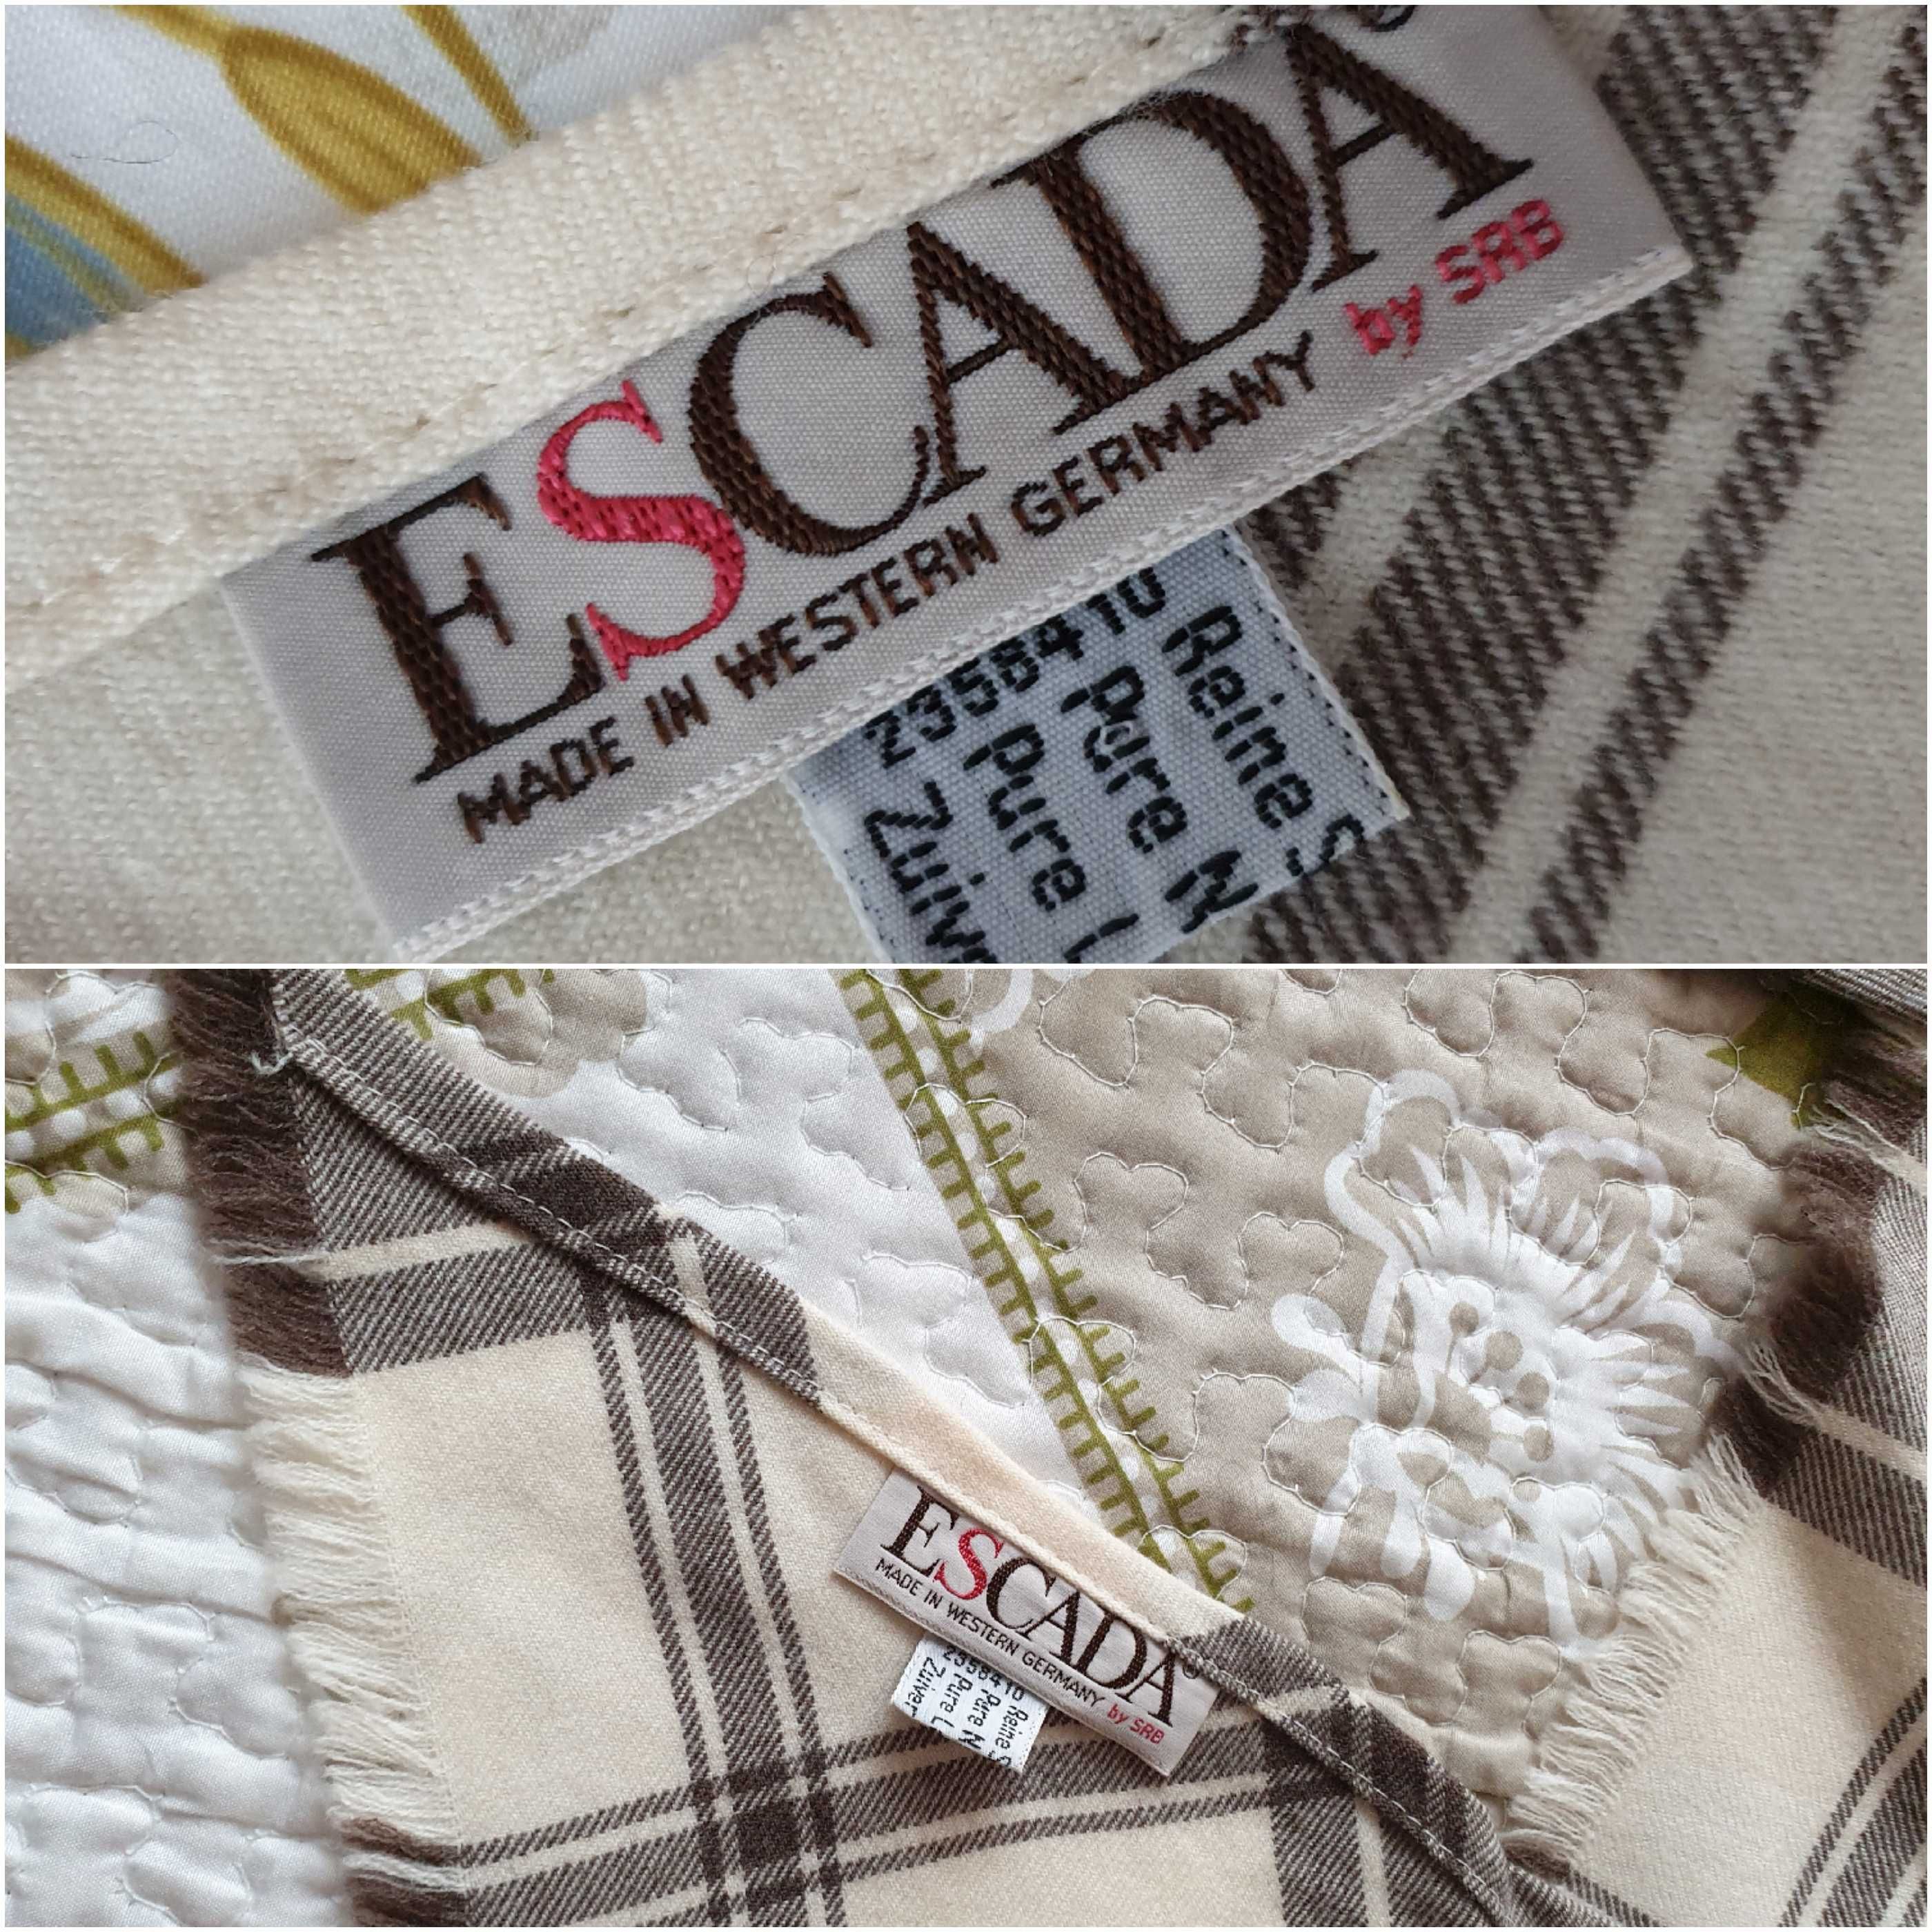 ESCADA
MADE IN WESTERN GERMANY by SRB
2358410
Reine S
Pure N
Pure L
Zuiv
ESCADA®
MADE IN WESTERN GERMANY by SRB
2358410
Reine S
Pure N
Pure L
Zuiver